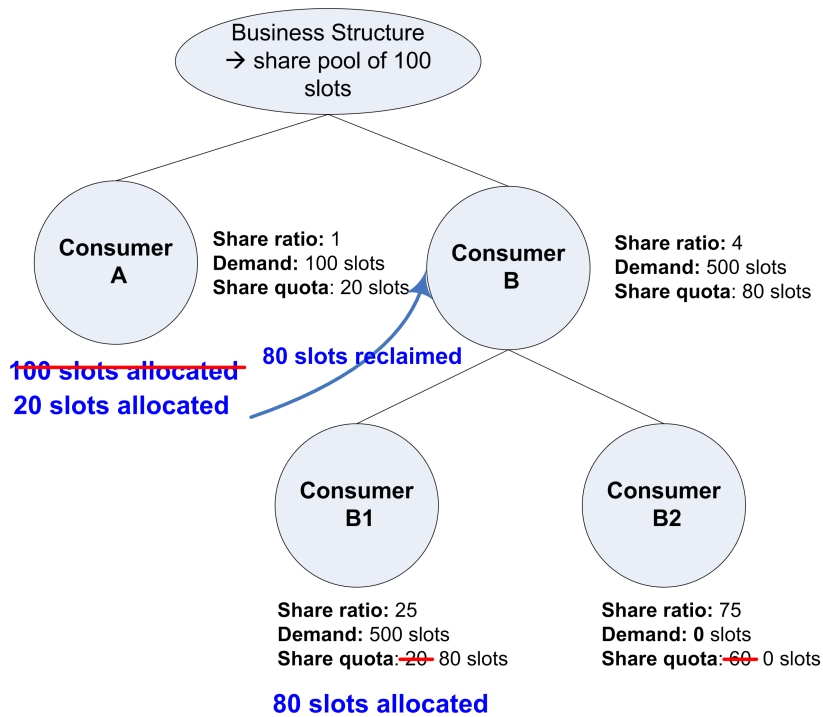 Business Structure
→ share pool of 100
slots
Consumer
A
Share ratio: 1
Demand: 100 slots
Share quota: 20 slots
Consumer
B
Share ratio: 4
Demand: 500 slots
Share quota: 80 slots
100 slots allocated
20 slots allocated
80 slots reclaimed
Consumer
B1
Consumer
B2
Share ratio: 25
Demand: 500 slots
Share quota: 20 80 slots
80 slots allocated
Share ratio: 75
Demand: 0 slots
Share quota: 60 0 slots